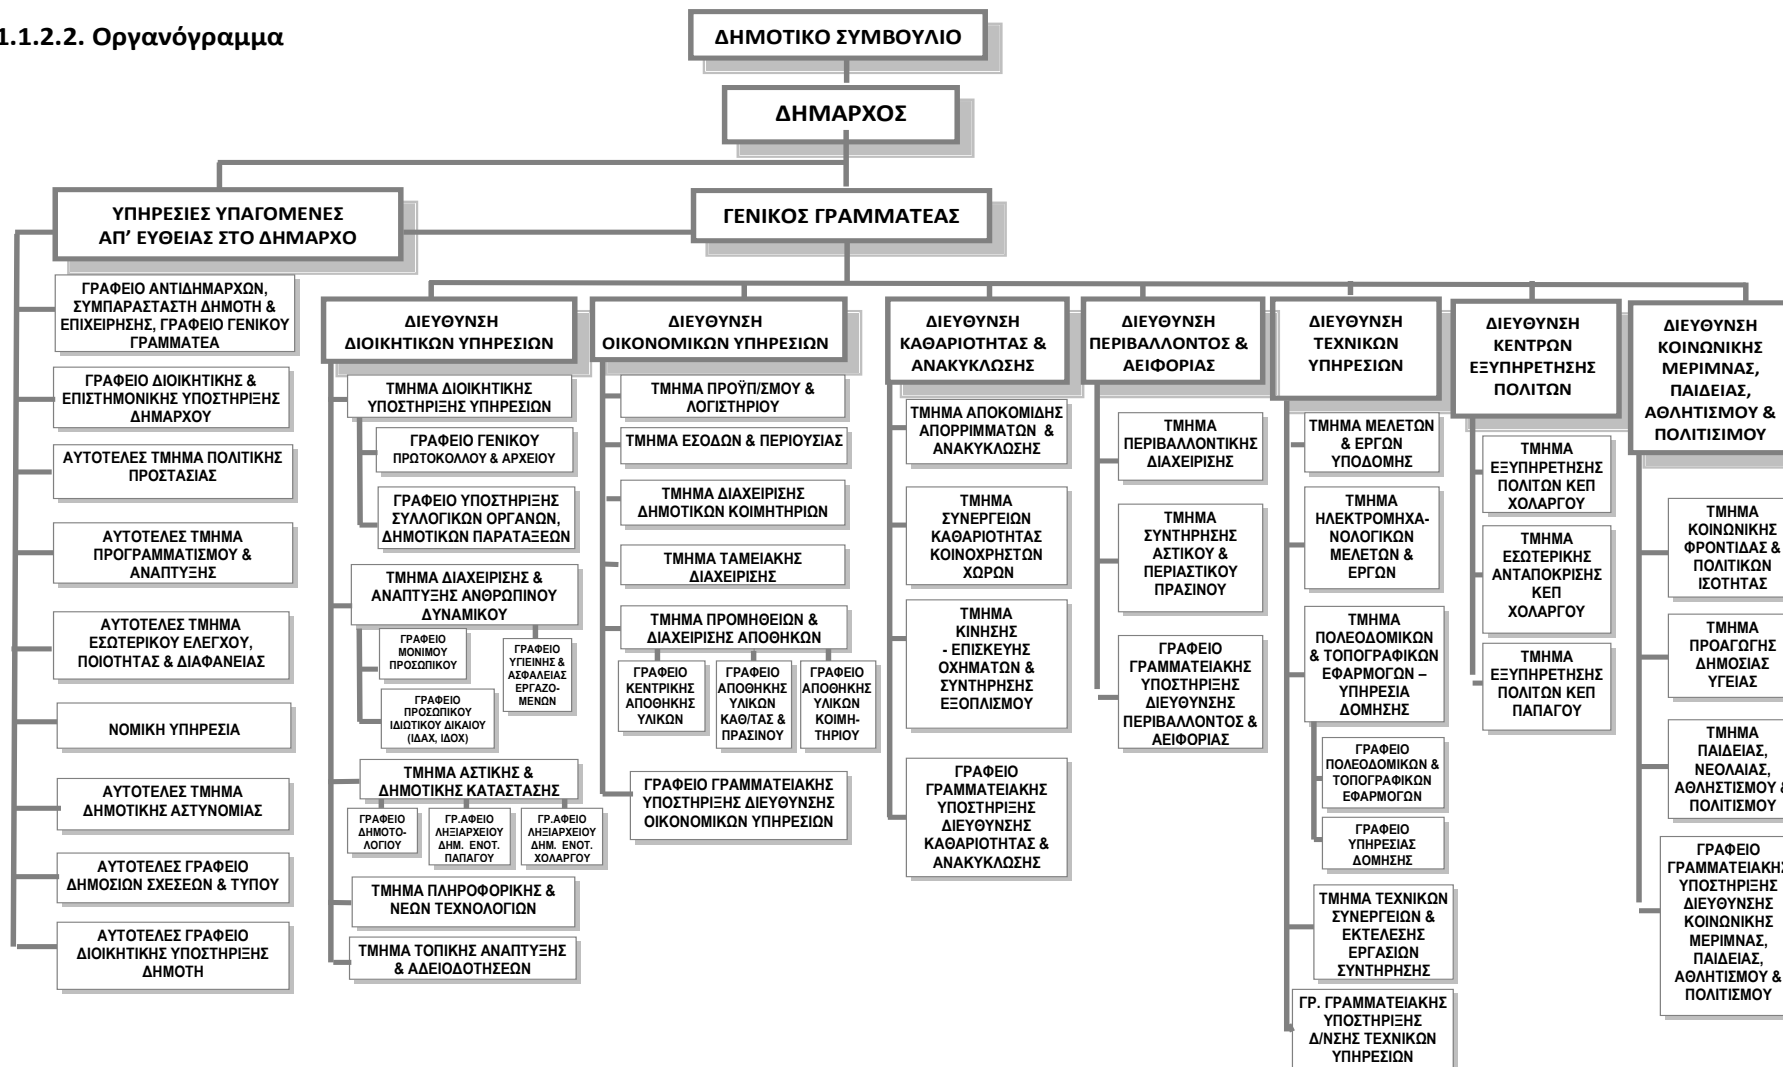 1.1.2.2. Οργανόγραμμα
ΔΗΜΟΤΙΚΟ ΣΥΜΒΟΥΛΙΟ
ΔΗΜΑΡΧΟΣ
ΥΠΗΡΕΣΙΕΣ ΥΠΑΓΟΜΕΝΕΣ
ΑΠ’ ΕΥΘΕΙΑΣ ΣΤΟ ΔΗΜΑΡΧΟ
ΓΕΝΙΚΟΣ ΓΡΑΜΜΑΤΕΑΣ
ΓΡΑΦΕΙΟ ΑΝΤΙΔΗΜΑΡΧΩΝ,
ΣΥΜΠΑΡΑΣΤΑΣΤΗ ΔΗΜΟΤΗ &
ΕΠΙΧΕΙΡΗΣΗΣ, ΓΡΑΦΕΙΟ ΓΕΝΙΚΟΥ
ΓΡΑΜΜΑΤΕΑ
ΓΡΑΦΕΙΟ ΔΙΟΙΚΗΤΙΚΗΣ &
ΕΠΙΣΤΗΜΟΝΙΚΗΣ ΥΠΟΣΤΗΡΙΞΗΣ
ΔΗΜΑΡΧΟΥ
ΑΥΤΟΤΕΛΕΣ ΤΜΗΜΑ ΠΟΛΙΤΙΚΗΣ
ΠΡΟΣΤΑΣΙΑΣ
ΑΥΤΟΤΕΛΕΣ ΤΜΗΜΑ
ΠΡΟΓΡΑΜΜΑΤΙΣΜΟΥ &
ΑΝΑΠΤΥΞΗΣ
ΑΥΤΟΤΕΛΕΣ ΤΜΗΜΑ
ΕΣΩΤΕΡΙΚΟΥ ΕΛΕΓΧΟΥ,
ΠΟΙΟΤΗΤΑΣ & ΔΙΑΦΑΝΕΙΑΣ
ΝΟΜΙΚΗ ΥΠΗΡΕΣΙΑ
ΑΥΤΟΤΕΛΕΣ ΤΜΗΜΑ
ΔΗΜΟΤΙΚΗΣ ΑΣΤΥΝΟΜΙΑΣ
ΑΥΤΟΤΕΛΕΣ ΓΡΑΦΕΙΟ
ΔΗΜΟΣΙΩΝ ΣΧΕΣΕΩΝ & ΤΥΠΟΥ
ΑΥΤΟΤΕΛΕΣ ΓΡΑΦΕΙΟ
ΔΙΟΙΚΗΤΙΚΗΣ ΥΠΟΣΤΗΡΙΞΗΣ
ΔΗΜΟΤΗ
ΔΙΕΥΘΥΝΣΗ
ΔΙΟΙΚΗΤΙΚΩΝ ΥΠΗΡΕΣΙΩΝ
ΤΜΗΜΑ ΔΙΟΙΚΗΤΙΚΗΣ
ΥΠΟΣΤΗΡΙΞΗΣ ΥΠΗΡΕΣΙΩΝ
ΓΡΑΦΕΙΟ ΓΕΝΙΚΟΥ
ΠΡΩΤΟΚΟΛΛΟΥ & ΑΡΧΕΙΟΥ
ΓΡΑΦΕΙΟ ΥΠΟΣΤΗΡΙΞΗΣ
ΣΥΛΛΟΓΙΚΩΝ ΟΡΓΑΝΩΝ,
ΔΗΜΟΤΙΚΩΝ ΠΑΡΑΤΑΞΕΩΝ
ΤΜΗΜΑ ΔΙΑΧΕΙΡΙΣΗΣ &
ΑΝΑΠΤΥΞΗΣ ΑΝΘΡΩΠΙΝΟΥ
ΔΥΝΑΜΙΚΟΥ
ΓΡΑΦΕΙΟ
ΜΟΝΙΜΟΥ
ΠΡΟΣΩΠΙΚΟΥ
ΓΡΑΦΕΙΟ
ΥΓΙΕΙΝΗΣ &
ΑΣΦΑΛΕΙΑΣ
ΕΡΓΑΖΟ-
ΜΕΝΩΝ
ΓΡΑΦΕΙΟ
ΠΡΟΣΩΠΙΚΟΥ
ΙΔΙΩΤΙΚΟΥ ΔΙΚΑΙΟΥ
(ΙΔΑΧ, ΙΔΟΧ)
ΤΜΗΜΑ ΑΣΤΙΚΗΣ &
ΔΗΜΟΤΙΚΗΣ ΚΑΤΑΣΤΑΣΗΣ
ΓΡΑΦΕΙΟ
ΔΗΜΟΤΟ-
ΛΟΓΙΟΥ
ΓΡ.ΑΦΕΙΟ
ΛΗΞΙΑΡΧΕΙΟΥ
ΔΗΜ. ΕΝΟΤ.
ΠΑΠΑΓΟΥ
ΓΡ.ΑΦΕΙΟ
ΛΗΞΙΑΡΧΕΙΟΥ
ΔΗΜ. ΕΝΟΤ.
ΧΟΛΑΡΓΟΥ
ΤΜΗΜΑ ΠΛΗΡΟΦΟΡΙΚΗΣ &
ΝΕΩΝ ΤΕΧΝΟΛΟΓΙΩΝ
ΤΜΗΜΑ ΤΟΠΙΚΗΣ ΑΝΑΠΤΥΞΗΣ
& ΑΔΕΙΟΔΟΤΗΣΕΩΝ
ΔΙΕΥΘΥΝΣΗ
ΟΙΚΟΝΟΜΙΚΩΝ ΥΠΗΡΕΣΙΩΝ
ΤΜΗΜΑ ΠΡΟΫΠ/ΣΜΟΥ &
ΛΟΓΙΣΤΗΡΙΟΥ
ΤΜΗΜΑ ΕΣΟΔΩΝ & ΠΕΡΙΟΥΣΙΑΣ
ΤΜΗΜΑ ΔΙΑΧΕΙΡΙΣΗΣ
ΔΗΜΟΤΙΚΩΝ ΚΟΙΜΗΤΗΡΙΩΝ
ΤΜΗΜΑ ΤΑΜΕΙΑΚΗΣ
ΔΙΑΧΕΙΡΙΣΗΣ
ΤΜΗΜΑ ΠΡΟΜΗΘΕΙΩΝ &
ΔΙΑΧΕΙΡΙΣΗΣ ΑΠΟΘΗΚΩΝ
ΓΡΑΦΕΙΟ
ΚΕΝΤΡΙΚΗΣ
ΑΠΟΘΗΚΗΣ
ΥΛΙΚΩΝ
ΓΡΑΦΕΙΟ
ΑΠΟΘΗΚΗΣ
ΥΛΙΚΩΝ
ΚΑΘ/ΤΑΣ &
ΠΡΑΣΙΝΟΥ
ΓΡΑΦΕΙΟ
ΑΠΟΘΗΚΗΣ
ΥΛΙΚΩΝ
ΚΟΙΜΗ-
ΤΗΡΙΟΥ
ΓΡΑΦΕΙΟ ΓΡΑΜΜΑΤΕΙΑΚΗΣ
ΥΠΟΣΤΗΡΙΞΗΣ ΔΙΕΥΘΥΝΣΗΣ
ΟΙΚΟΝΟΜΙΚΩΝ ΥΠΗΡΕΣΙΩΝ
ΔΙΕΥΘΥΝΣΗ
ΚΑΘΑΡΙΟΤΗΤΑΣ &
ΑΝΑΚΥΚΛΩΣΗΣ
ΤΜΗΜΑ ΑΠΟΚΟΜΙΔΗΣ
ΑΠΟΡΡΙΜΜΑΤΩΝ &
ΑΝΑΚΥΚΛΩΣΗΣ
ΤΜΗΜΑ
ΣΥΝΕΡΓΕΙΩΝ
ΚΑΘΑΡΙΟΤΗΤΑΣ
ΚΟΙΝΟΧΡΗΣΤΩΝ
ΧΩΡΩΝ
ΤΜΗΜΑ
ΚΙΝΗΣΗΣ
- ΕΠΙΣΚΕΥΗΣ
ΟΧΗΜΑΤΩΝ &
ΣΥΝΤΗΡΗΣΗΣ
ΕΞΟΠΛΙΣΜΟΥ
ΓΡΑΦΕΙΟ
ΓΡΑΜΜΑΤΕΙΑΚΗΣ
ΥΠΟΣΤΗΡΙΞΗΣ
ΔΙΕΥΘΥΝΣΗΣ
ΚΑΘΑΡΙΟΤΗΤΑΣ &
ΑΝΑΚΥΚΛΩΣΗΣ
ΔΙΕΥΘΥΝΣΗ
ΠΕΡΙΒΑΛΛΟΝΤΟΣ &
ΑΕΙΦΟΡΙΑΣ
ΤΜΗΜΑ
ΠΕΡΙΒΑΛΛΟΝΤΙΚΗΣ
ΔΙΑΧΕΙΡΙΣΗΣ
ΤΜΗΜΑ
ΣΥΝΤΗΡΗΣΗΣ
ΑΣΤΙΚΟΥ &
ΠΕΡΙΑΣΤΙΚΟΥ
ΠΡΑΣΙΝΟΥ
ΓΡΑΦΕΙΟ
ΓΡΑΜΜΑΤΕΙΑΚΗΣ
ΥΠΟΣΤΗΡΙΞΗΣ
ΔΙΕΥΘΥΝΣΗΣ
ΠΕΡΙΒΑΛΛΟΝΤΟΣ &
ΑΕΙΦΟΡΙΑΣ
ΔΙΕΥΘΥΝΣΗ
ΤΕΧΝΙΚΩΝ
ΥΠΗΡΕΣΙΩΝ
ΤΜΗΜΑ ΜΕΛΕΤΩΝ
& ΕΡΓΩΝ
ΥΠΟΔΟΜΗΣ
ΤΜΗΜΑ
ΗΛΕΚΤΡΟΜΗΧΑ-
ΝΟΛΟΓΙΚΩΝ
ΜΕΛΕΤΩΝ &
ΕΡΓΩΝ
ΤΜΗΜΑ
ΠΟΛΕΟΔΟΜΙΚΩΝ
& ΤΟΠΟΓΡΑΦΙΚΩΝ
ΕΦΑΡΜΟΓΩΝ –
ΥΠΗΡΕΣΙΑ
ΔΟΜΗΣΗΣ
ΓΡΑΦΕΙΟ
ΠΟΛΕΟΔΟΜΙΚΩΝ &
ΤΟΠΟΓΡΑΦΙΚΩΝ
ΕΦΑΡΜΟΓΩΝ
ΓΡΑΦΕΙΟ
ΥΠΗΡΕΣΙΑΣ
ΔΟΜΗΣΗΣ
ΤΜΗΜΑ ΤΕΧΝΙΚΩΝ
ΣΥΝΕΡΓΕΙΩΝ &
ΕΚΤΕΛΕΣΗΣ
ΕΡΓΑΣΙΩΝ
ΣΥΝΤΗΡΗΣΗΣ
ΓΡ. ΓΡΑΜΜΑΤΕΙΑΚΗΣ
ΥΠΟΣΤΗΡΙΞΗΣ
Δ/ΝΣΗΣ ΤΕΧΝΙΚΩΝ
ΥΠΗΡΕΣΙΩΝ
ΔΙΕΥΘΥΝΣΗ
ΚΕΝΤΡΩΝ
ΕΞΥΠΗΡΕΤΗΣΗΣ
ΠΟΛΙΤΩΝ
ΤΜΗΜΑ
ΕΞΥΠΗΡΕΤΗΣΗΣ
ΠΟΛΙΤΩΝ ΚΕΠ
ΧΟΛΑΡΓΟΥ
ΤΜΗΜΑ
ΕΣΩΤΕΡΙΚΗΣ
ΑΝΤΑΠΟΚΡΙΣΗΣ
ΚΕΠ
ΧΟΛΑΡΓΟΥ
ΤΜΗΜΑ
ΕΞΥΠΗΡΕΤΗΣΗΣ
ΠΟΛΙΤΩΝ ΚΕΠ
ΠΑΠΑΓΟΥ
ΔΙΕΥΘΥΝΣΗ
ΚΟΙΝΩΝΙΚΗΣ
ΜΕΡΙΜΝΑΣ,
ΠΑΙΔΕΙΑΣ,
ΑΘΛΗΤΙΣΜΟΥ &
ΠΟΛΙΤΙΣΙΜΟΥ
ΤΜΗΜΑ
ΚΟΙΝΩΝΙΚΗΣ
ΦΡΟΝΤΙΔΑΣ &
ΠΟΛΙΤΙΚΩΝ
ΙΣΟΤΗΤΑΣ
ΤΜΗΜΑ
ΠΡΟΑΓΩΓΗΣ
ΔΗΜΟΣΙΑΣ
ΥΓΕΙΑΣ
ΤΜΗΜΑ
ΠΑΙΔΕΙΑΣ,
ΝΕΟΛΑΙΑΣ,
ΑΘΛΗΣΤΙΣΜΟΥ &
ΠΟΛΙΤΙΣΜΟΥ
ΓΡΑΦΕΙΟ
ΓΡΑΜΜΑΤΕΙΑΚΗΣ
ΥΠΟΣΤΗΡΙΞΗΣ
ΔΙΕΥΘΥΝΣΗΣ
ΚΟΙΝΩΝΙΚΗΣ
ΜΕΡΙΜΝΑΣ,
ΠΑΙΔΕΙΑΣ,
ΑΘΛΗΤΙΣΜΟΥ &
ΠΟΛΙΤΙΣΜΟΥ